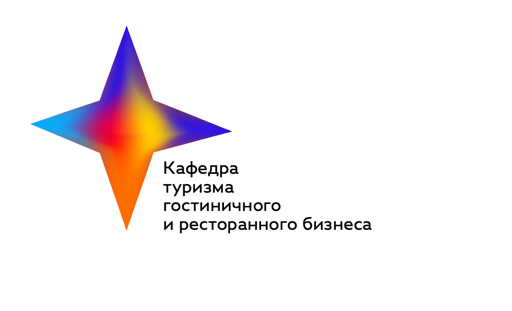 Кафедра
туризма
гостиничного
и ресторанного бизнеса